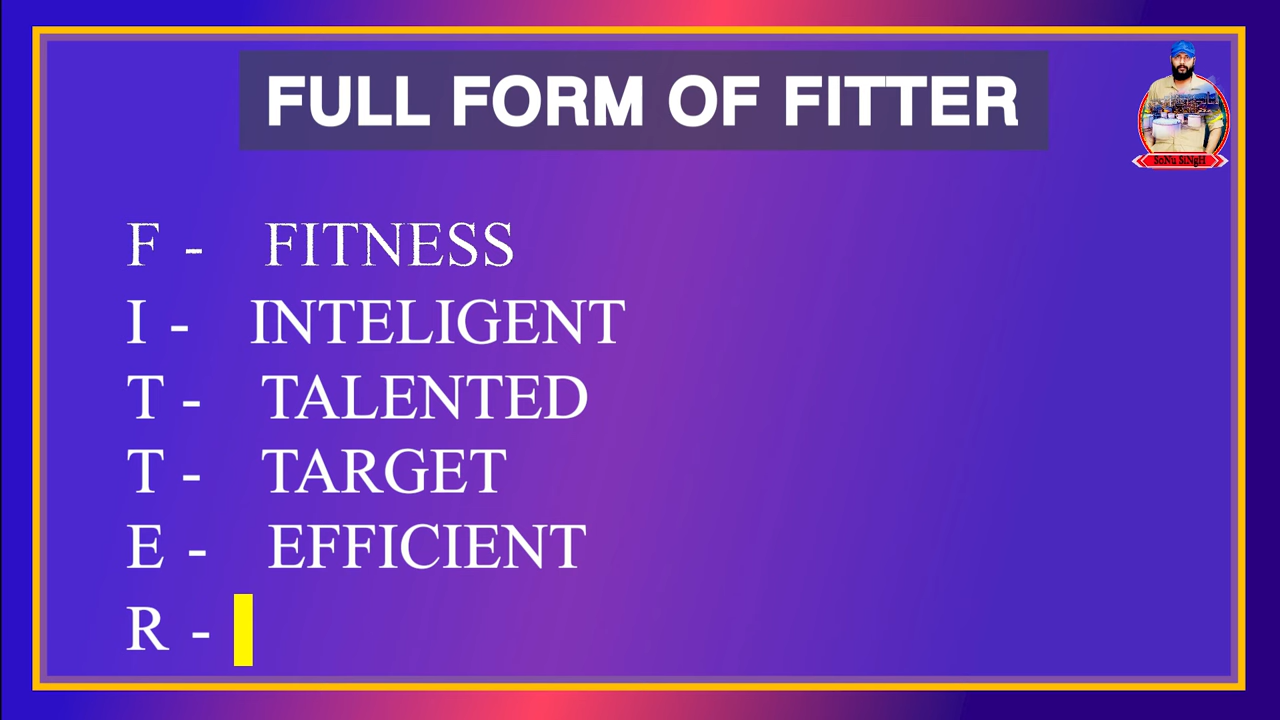 FULL FORM OF FITTER
SoNu SiNgH
F - FITNESS
I - INTELIGENT
T - TALENTED
T - TARGET
E - EFFICIENT
R -